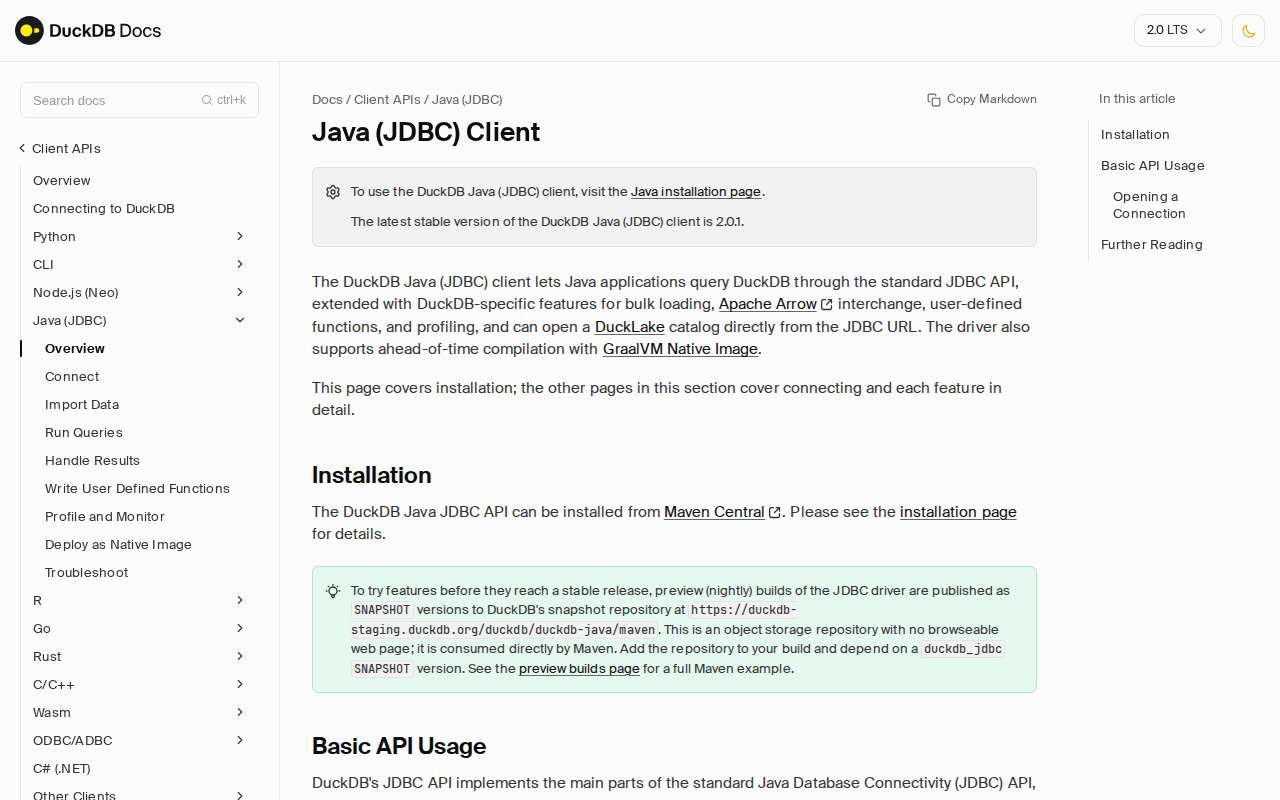 DuckDB Docs
2.0 LTS
Search docs
ctrl+k
Client APIs
Overview
Connecting to DuckDB
Python
CLI
Node.js (Neo)
Java (JDBC)
Overview
Connect
Import Data
Run Queries
Handle Results
Write User Defined Functions
Profile and Monitor
Deploy as Native Image
Troubleshoot
R
Go
Rust
C/C++
Wasm
ODBC/ADBC
C# (.NET)
Other Clients
Docs / Client APIs / Java (JDBC)
Copy Markdown
Java (JDBC) Client
To use the DuckDB Java (JDBC) client, visit the Java installation page.
The latest stable version of the DuckDB Java (JDBC) client is 2.0.1.
The DuckDB Java (JDBC) client lets Java applications query DuckDB through the standard JDBC API,
extended with DuckDB-specific features for bulk loading, Apache Arrow interchange, user-defined
functions, and profiling, and can open a DuckLake catalog directly from the JDBC URL. The driver also
supports ahead-of-time compilation with GraalVM Native Image.
This page covers installation; the other pages in this section cover connecting and each feature in
detail.
Installation
The DuckDB Java JDBC API can be installed from Maven Central. Please see the installation page
for details.
To try features before they reach a stable release, preview (nightly) builds of the JDBC driver are published as
SNAPSHOT versions to DuckDB's snapshot repository at https://duckdb-
staging.duckdb.org/duckdb/duckdb-java/maven. This is an object storage repository with no browseable
web page; it is consumed directly by Maven. Add the repository to your build and depend on a duckdb_jdbc
SNAPSHOT version. See the preview builds page for a full Maven example.
Basic API Usage
DuckDB's JDBC API implements the main parts of the standard Java Database Connectivity (JDBC) API,
In this article
Installation
Basic API Usage
Opening a
Connection
Further Reading